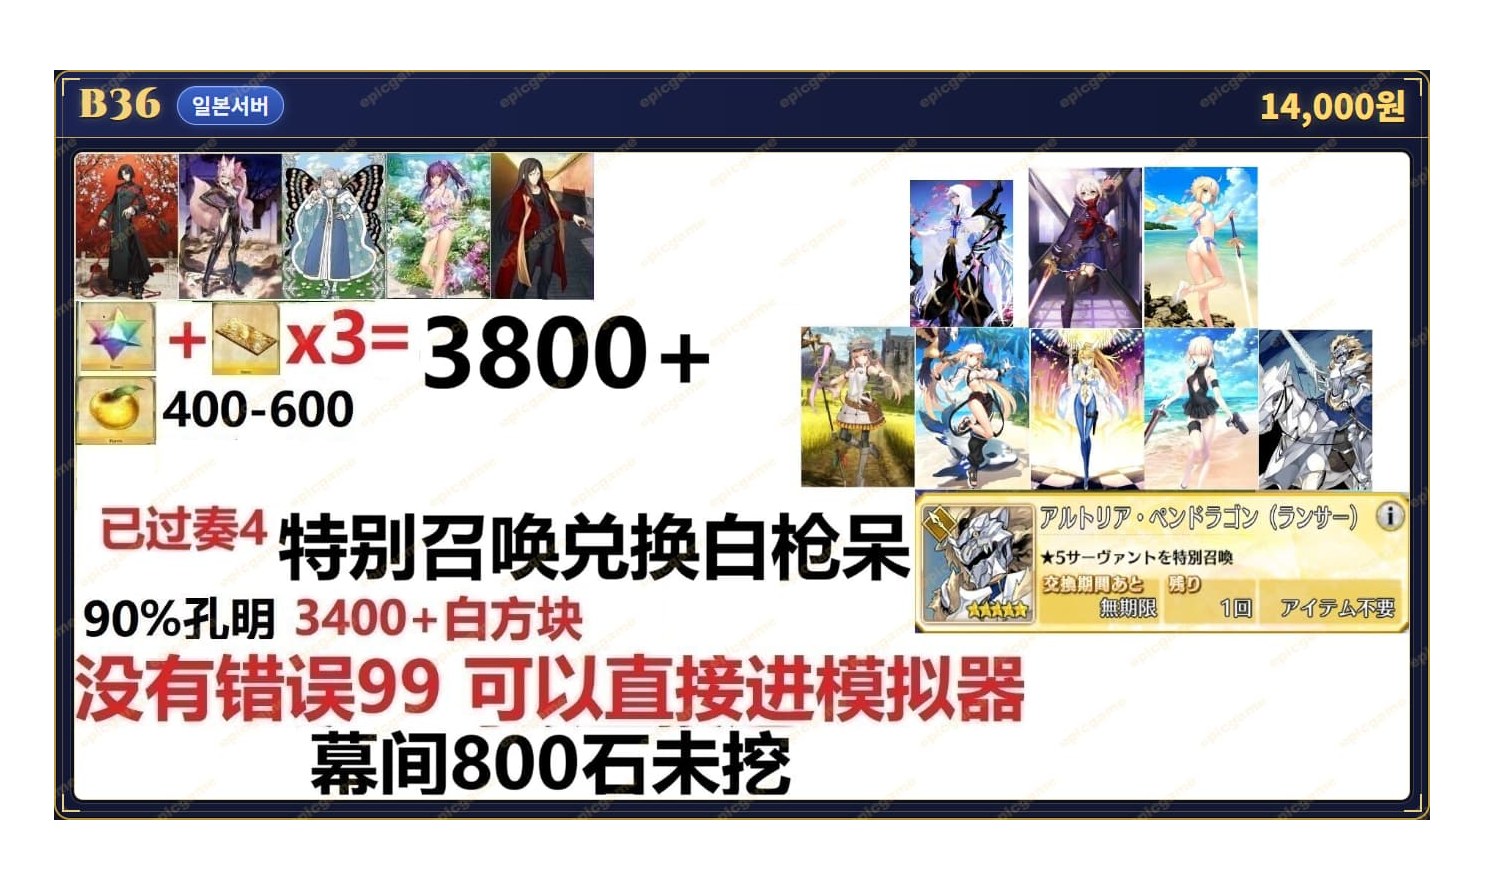 B36 일본서버 14,000원
+ x3= 3800+
400-600
已过奏4 特别召唤兑换白枪呆
アルトリア・ペンドラゴン（ランサー）
★5サーヴァントを特別召喚
交換期間あと 残り
無期限 1回 アイテム不要
90%孔明 3400+白方块
没有错误99 可以直接进模拟器
幕间800石未挖
epicgame